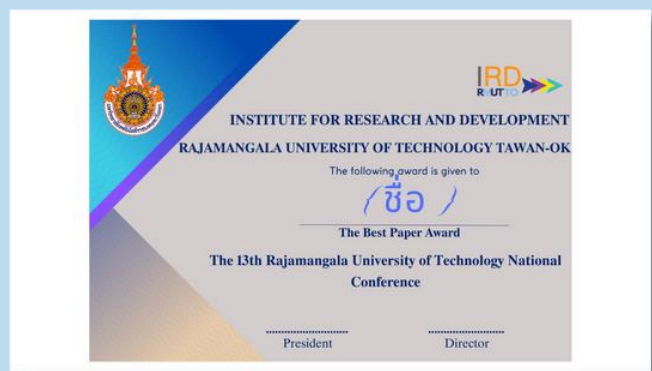 IRD
RMUTTO
INSTITUTE FOR RESEARCH AND DEVELOPMENT
RAJAMANGALA UNIVERSITY OF TECHNOLOGY TAWAN-OK
The following award is given to
(ชื่อ)
The Best Paper Award
The 13th Rajamangala University of Technology National
Conference
President Director